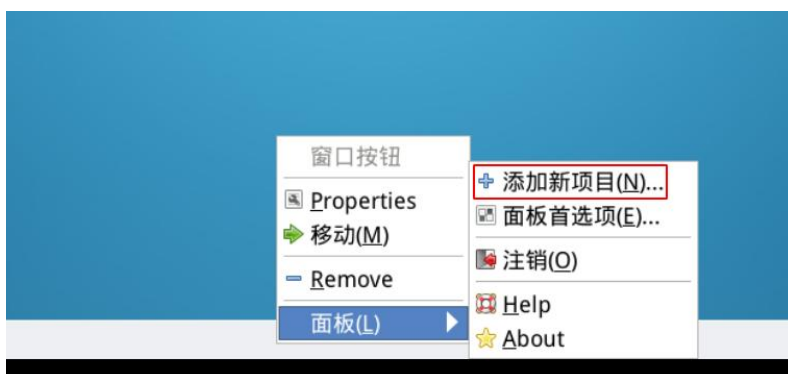 窗口按钮
Properties
移动(M)
Remove
面板(L)
添加新项目(N)...
面板首选项(E)...
注销(O)
Help
About